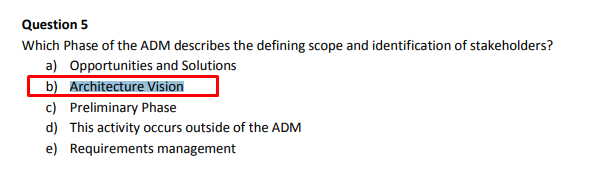 Question 5
Which Phase of the ADM describes the defining scope and identification of stakeholders?
a) Opportunities and Solutions
b) Architecture Vision
c) Preliminary Phase
d) This activity occurs outside of the ADM
e) Requirements management